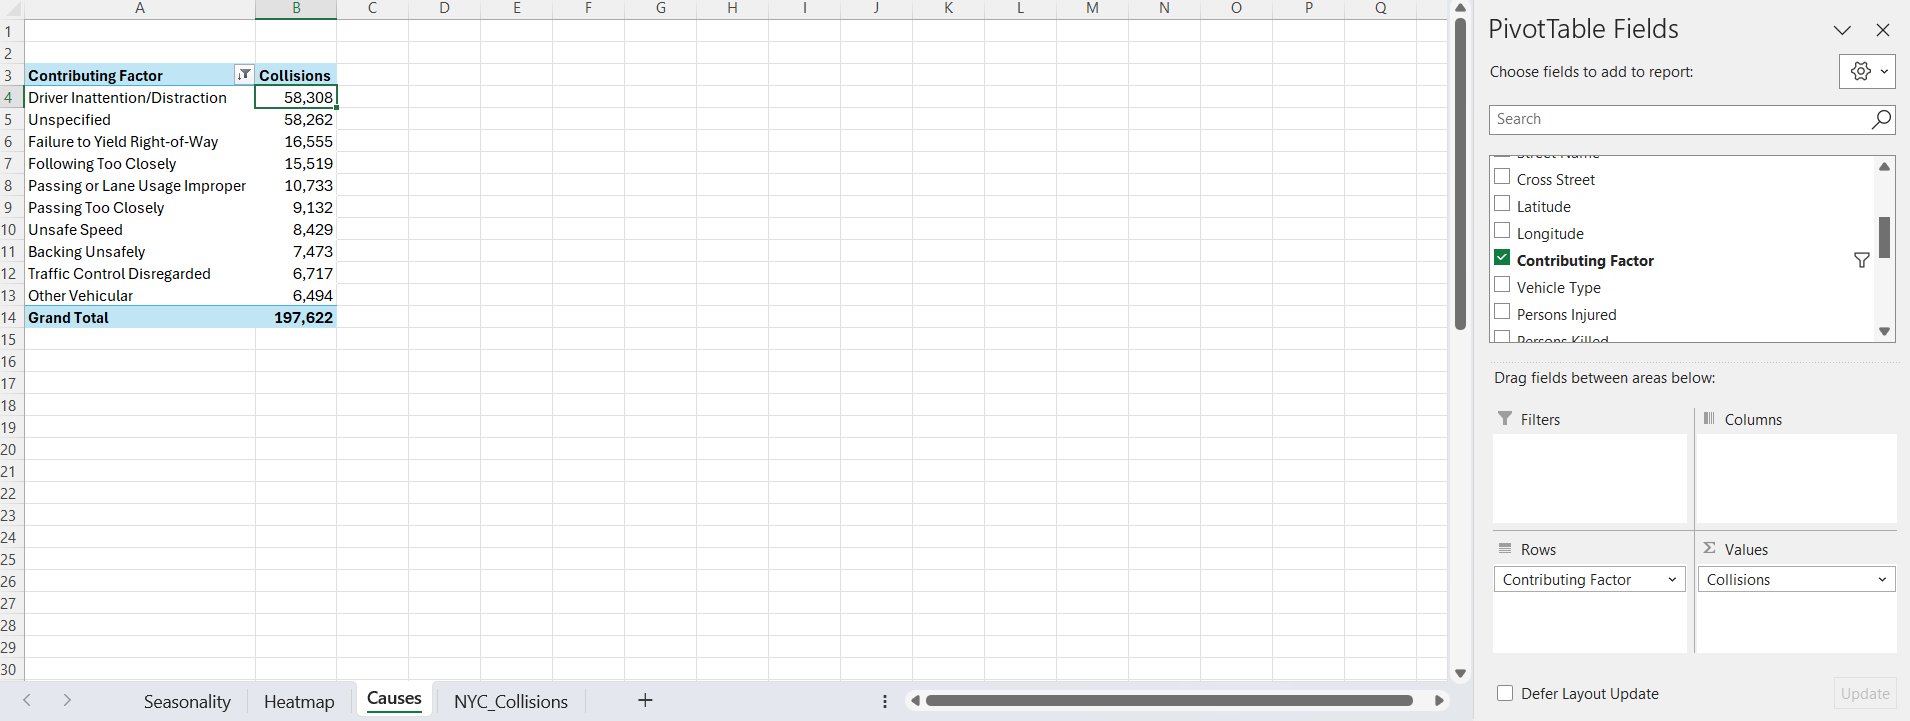 A B C D E F G H I J K L M N O P Q
1
2
3 Contributing Factor Collisions
4 Driver Inattention/Distraction 58,308
5 Unspecified 58,262
6 Failure to Yield Right-of-Way 16,555
7 Following Too Closely 15,519
8 Passing or Lane Usage Improper 10,733
9 Passing Too Closely 9,132
10 Unsafe Speed 8,429
11 Backing Unsafely 7,473
12 Traffic Control Disregarded 6,717
13 Other Vehicular 6,494
14 Grand Total 197,622
15
16
17
18
19
20
21
22
23
24
25
26
27
28
29
30
Seasonality Heatmap Causes NYC_Collisions
PivotTable Fields
Choose fields to add to report:
Search
Street Name
Cross Street
Latitude
Longitude
Contributing Factor
Vehicle Type
Persons Injured
Persons Killed
Drag fields between areas below:
Filters
Columns
Rows
Σ Values
Contributing Factor
Collisions
Defer Layout Update
Update